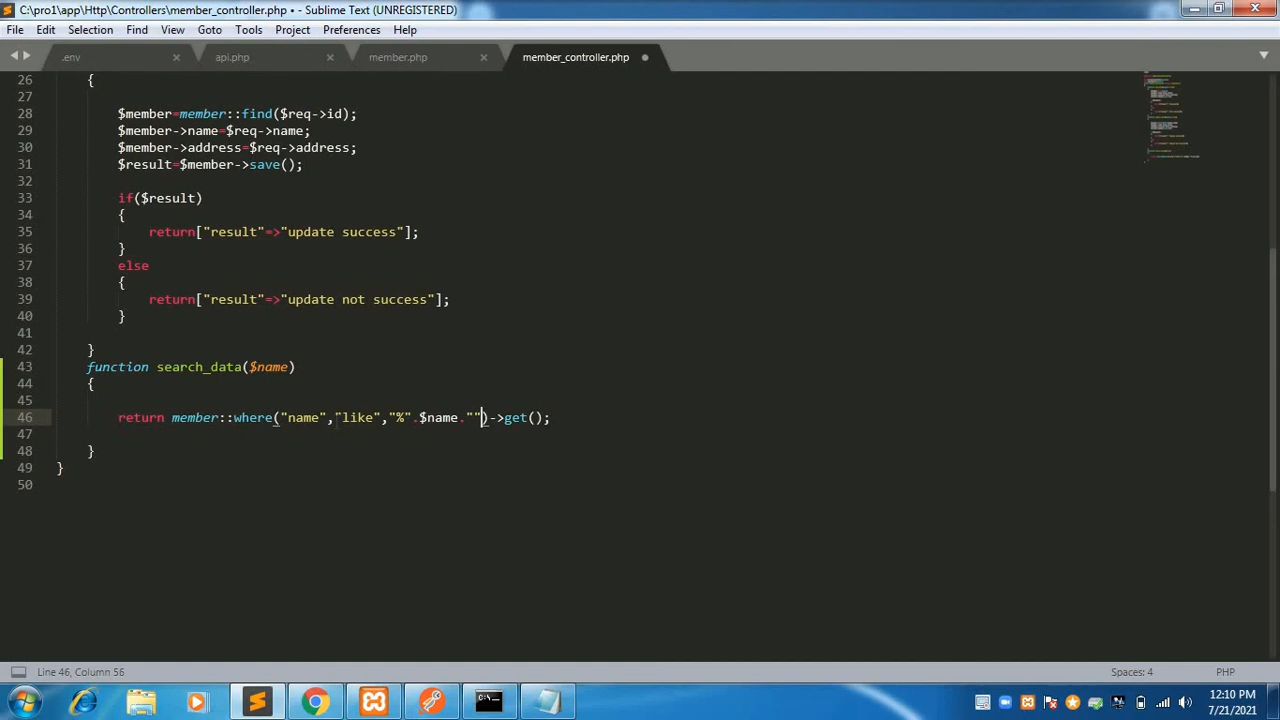 C:\pro1\app\Http\Controllers\member_controller.php • - Sublime Text (UNREGISTERED)
File Edit Selection Find View Goto Tools Project Preferences Help
.env api.php member.php member_controller.php
26 {
27
28 $member=member::find($req->id);
29 $member->name=$req->name;
30 $member->address=$req->address;
31 $result=$member->save();
32
33 if($result)
34 {
35 return["result"=>"update success"];
36 }
37 else
38 {
39 return["result"=>"update not success"];
40 }
41
42 }
43 function search_data($name)
44 {
45
46 return member::where("name","like","%".$name."")->get();
47
48 }
49 }
50
Line 46, Column 56 Spaces: 4 PHP
12:10 PM
7/21/2021